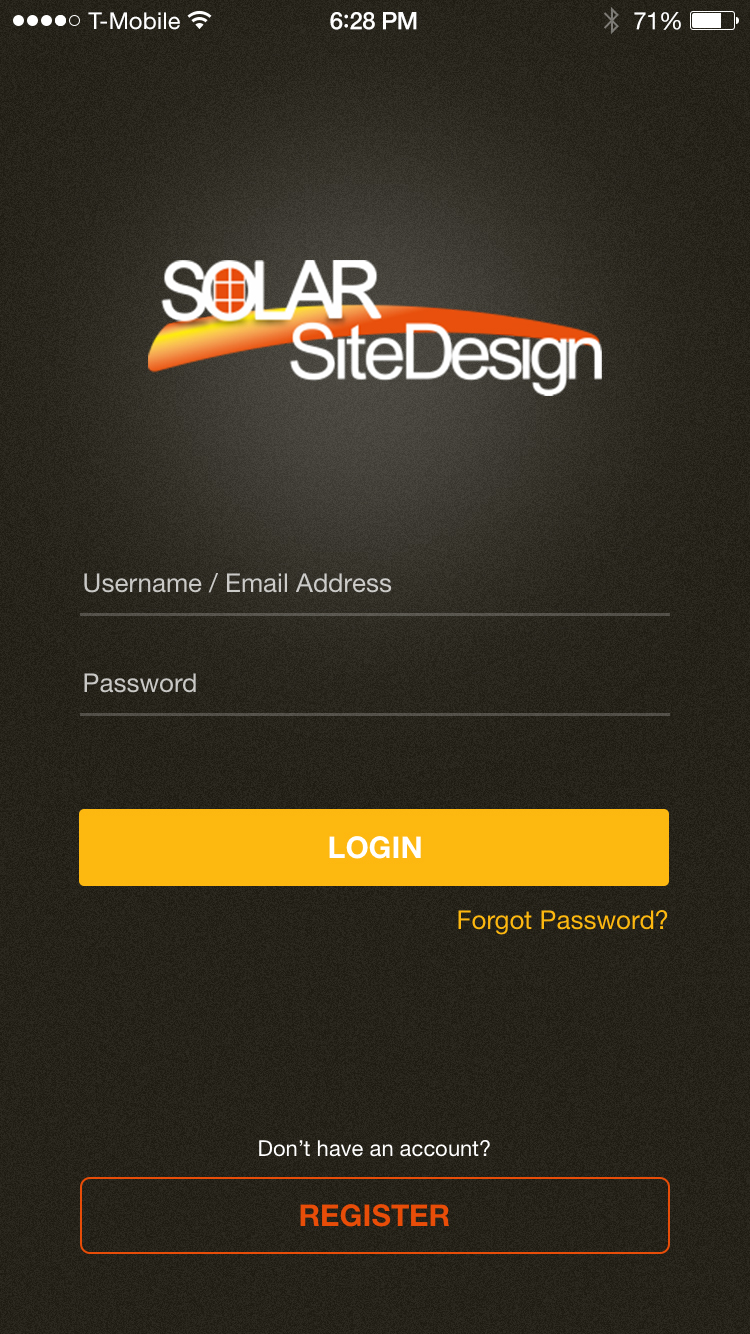 T-Mobile 6:28 PM 71%
SOLAR
SiteDesign
Username / Email Address
Password
LOGIN
Forgot Password?
Don’t have an account?
REGISTER